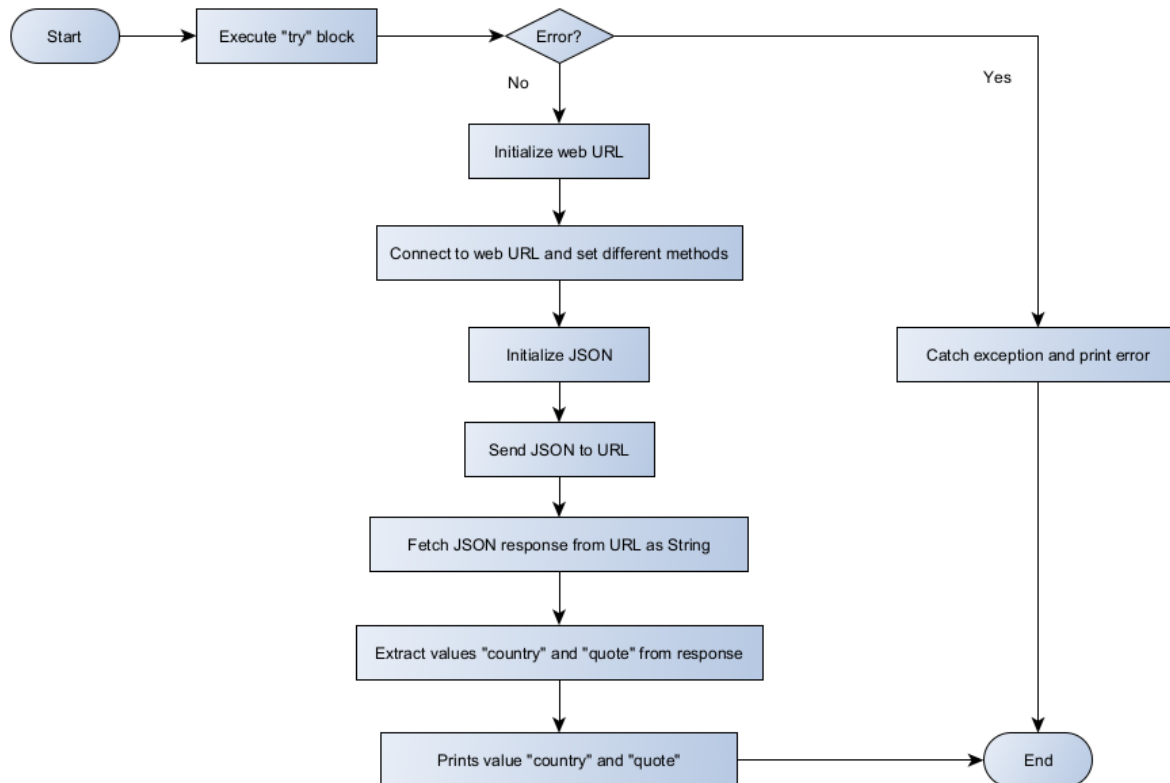 Start
Execute "try" block
Error?
No
Yes
Initialize web URL
Connect to web URL and set different methods
Initialize JSON
Catch exception and print error
Send JSON to URL
Fetch JSON response from URL as String
Extract values "country" and "quote" from response
Prints value "country" and "quote"
End